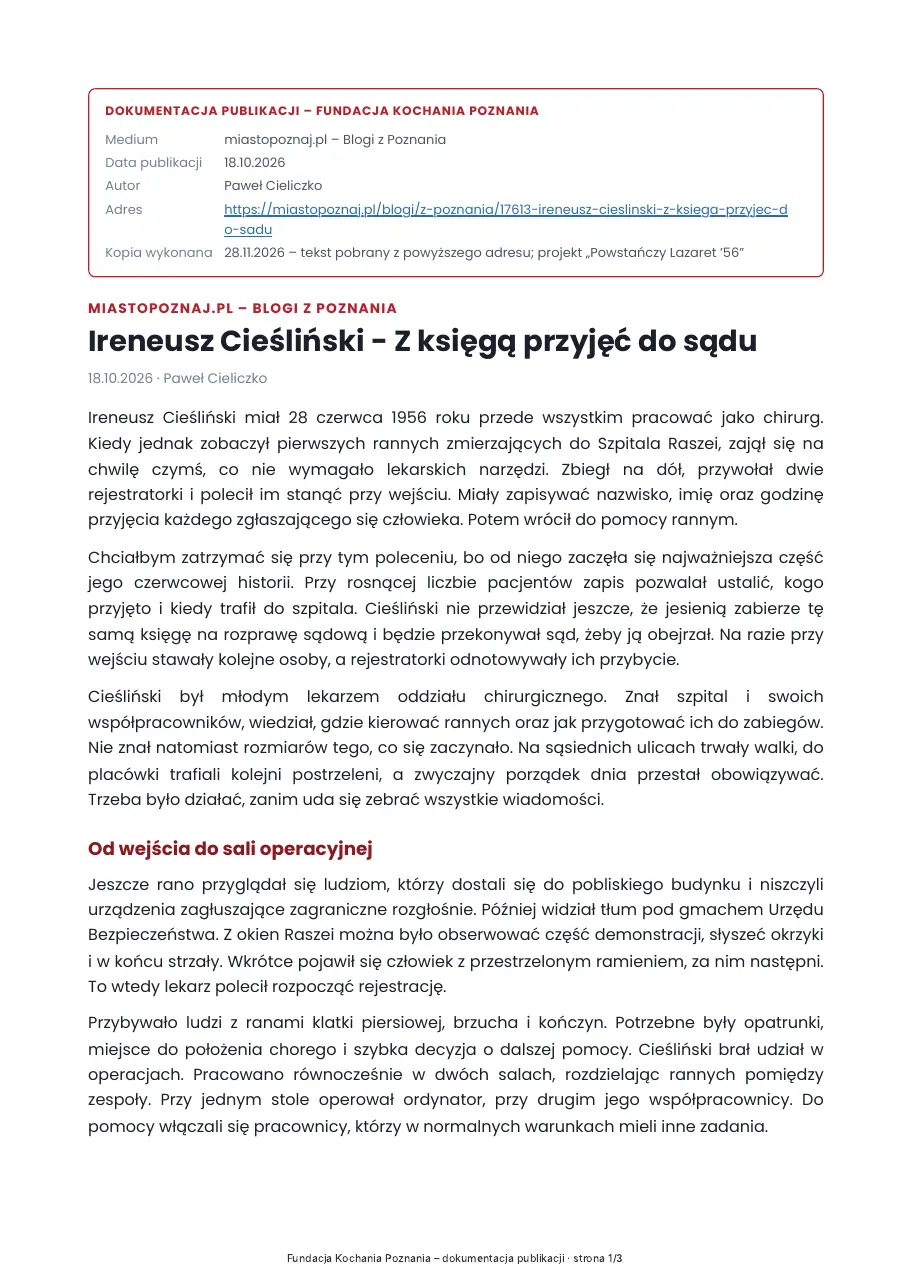 DOKUMENTACJA PUBLIKACJI – FUNDACJA KOCHANIA POZNANIA
Medium miastopoznaj.pl – Blogi z Poznania
Data publikacji 18.10.2026
Autor Paweł Cieliczko
Adres https://miastopoznaj.pl/blogi/z-poznania/17613-ireneusz-cieslinski-z-ksiega-przyjec-d
o-sadu
Kopia wykonana 28.11.2026 – tekst pobrany z powyższego adresu; projekt „Powstańczy Lazaret ’56”
MIASTOPOZNAJ.PL – BLOGI Z POZNANIA
Ireneusz Cieśliński - Z księgą przyjęć do sądu
18.10.2026 · Paweł Cieliczko
Ireneusz Cieśliński miał 28 czerwca 1956 roku przede wszystkim pracować jako chirurg.
Kiedy jednak zobaczył pierwszych rannych zmierzających do Szpitala Raszei, zajął się na
chwilę czymś, co nie wymagało lekarskich narzędzi. Zbiegł na dół, przywołał dwie
rejestratorki i polecił im stanąć przy wejściu. Miały zapisywać nazwisko, imię oraz godzinę
przyjęcia każdego zgłaszającego się człowieka. Potem wrócił do pomocy rannym.
Chciałbym zatrzymać się przy tym poleceniu, bo od niego zaczęła się najważniejsza część
jego czerwcowej historii. Przy rosnącej liczbie pacjentów zapis pozwalał ustalić, kogo
przyjęto i kiedy trafił do szpitala. Cieśliński nie przewidział jeszcze, że jesienią zabierze tę
samą księgę na rozprawę sądową i będzie przekonywał sąd, żeby ją obejrzał. Na razie przy
wejściu stawały kolejne osoby, a rejestratorki odnotowywały ich przybycie.
Cieśliński był młodym lekarzem oddziału chirurgicznego. Znał szpital i swoich
współpracowników, wiedział, gdzie kierować rannych oraz jak przygotować ich do zabiegów.
Nie znał natomiast rozmiarów tego, co się zaczynało. Na sąsiednich ulicach trwały walki, do
placówki trafiali kolejni postrzeleni, a zwyczajny porządek dnia przestał obowiązywać.
Trzeba było działać, zanim uda się zebrać wszystkie wiadomości.
Od wejścia do sali operacyjnej
Jeszcze rano przyglądał się ludziom, którzy dostali się do pobliskiego budynku i niszczyli
urządzenia zagłuszające zagraniczne rozgłośnie. Później widział tłum pod gmachem Urzędu
Bezpieczeństwa. Z okien Raszei można było obserwować część demonstracji, słyszeć okrzyki
i w końcu strzały. Wkrótce pojawił się człowiek z przestrzelonym ramieniem, za nim następni.
To wtedy lekarz polecił rozpocząć rejestrację.
Przybywało ludzi z ranami klatki piersiowej, brzucha i kończyn. Potrzebne były opatrunki,
miejsce do położenia chorego i szybka decyzja o dalszej pomocy. Cieśliński brał udział w
operacjach. Pracowano równocześnie w dwóch salach, rozdzielając rannych pomiędzy
zespoły. Przy jednym stole operował ordynator, przy drugim jego współpracownicy. Do
pomocy włączali się pracownicy, którzy w normalnych warunkach mieli inne zadania.
Fundacja Kochania Poznania – dokumentacja publikacji · strona 1/3